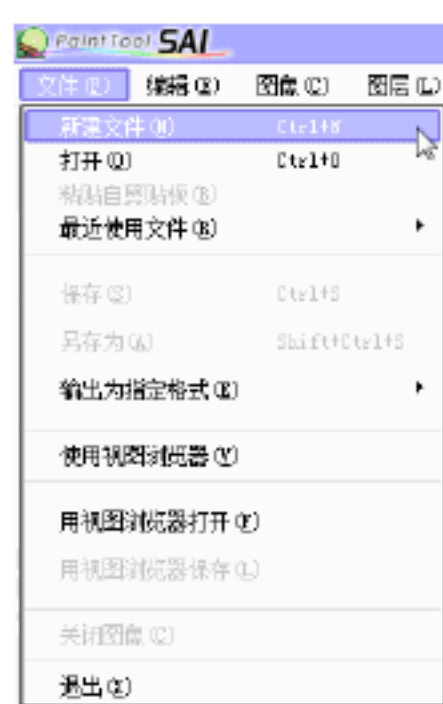 PaintTool SAI
文件(F) 编辑(E) 图像(C) 图层(L)
新建文件(N) Ctrl+N
打开(O) Ctrl+O
粘贴自剪贴板(B)
最近使用文件(R)
保存(S) Ctrl+S
另存为(A) Shift+Ctrl+S
输出为指定格式(E)
使用视图浏览器(V)
用视图浏览器打开(F)
用视图浏览器保存(L)
关闭图像(C)
退出(X)